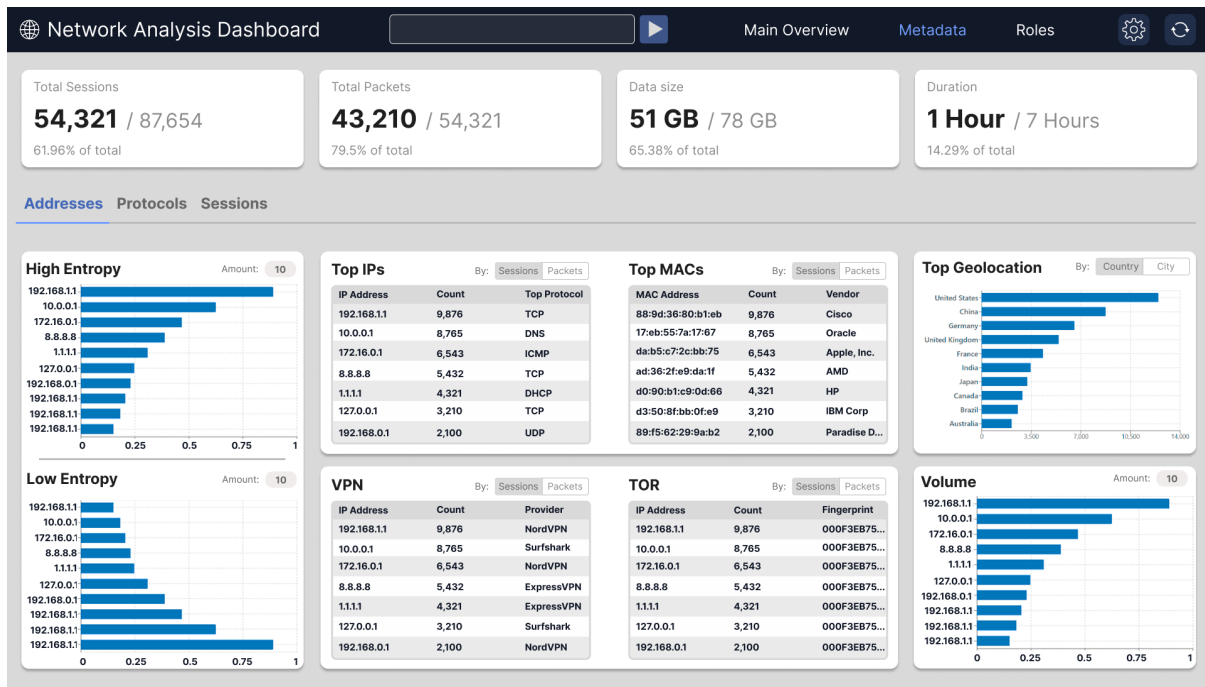 Network Analysis Dashboard
Main Overview Metadata Roles
Total Sessions
54,321 / 87,654
61.96% of total
Total Packets
43,210 / 54,321
79.5% of total
Data size
51 GB / 78 GB
65.38% of total
Duration
1 Hour / 7 Hours
14.29% of total
Addresses Protocols Sessions
High Entropy Amount: 10
192.168.1.1
10.0.0.1
172.16.0.1
8.8.8.8
1.1.1.1
127.0.0.1
192.168.0.1
192.168.1.1
192.168.1.1
192.168.1.1
0 0.25 0.5 0.75 1
Low Entropy Amount: 10
192.168.1.1
10.0.0.1
172.16.0.1
8.8.8.8
1.1.1.1
127.0.0.1
192.168.0.1
192.168.1.1
192.168.1.1
192.168.1.1
0 0.25 0.5 0.75 1
Top IPs By: Sessions Packets
IP Address Count Top Protocol
192.168.1.1 9,876 TCP
10.0.0.1 8,765 DNS
172.16.0.1 6,543 ICMP
8.8.8.8 5,432 TCP
1.1.1.1 4,321 DHCP
127.0.0.1 3,210 TCP
192.168.0.1 2,100 UDP
Top MACs By: Sessions Packets
MAC Address Count Vendor
88:9d:36:80:b1:eb 9,876 Cisco
17:eb:55:7a:17:67 8,765 Oracle
da:b5:c7:2c:bb:75 6,543 Apple, Inc.
ad:36:2f:e9:da:1f 5,432 AMD
d0:90:b1:c9:0d:66 4,321 HP
d3:50:8f:bb:0f:e9 3,210 IBM Corp
89:f5:62:29:9a:b2 2,100 Paradise D...
VPN By: Sessions Packets
IP Address Count Provider
192.168.1.1 9,876 NordVPN
10.0.0.1 8,765 Surfshark
172.16.0.1 6,543 NordVPN
8.8.8.8 5,432 ExpressVPN
1.1.1.1 4,321 ExpressVPN
127.0.0.1 3,210 Surfshark
192.168.0.1 2,100 NordVPN
TOR By: Sessions Packets
IP Address Count Fingerprint
192.168.1.1 9,876 000F3EB75...
10.0.0.1 8,765 000F3EB75...
172.16.0.1 6,543 000F3EB75...
8.8.8.8 5,432 000F3EB75...
1.1.1.1 4,321 000F3EB75...
127.0.0.1 3,210 000F3EB75...
192.168.0.1 2,100 000F3EB75...
Top Geolocation By: Country City
United States
China
Germany
United Kingdom
France
India
Japan
Canada
Brazil
Australia
0 3,500 7,000 10,500 14,000
Volume Amount: 10
192.168.1.1
10.0.0.1
172.16.0.1
8.8.8.8
1.1.1.1
127.0.0.1
192.168.0.1
192.168.1.1
192.168.1.1
192.168.1.1
0 0.25 0.5 0.75 1